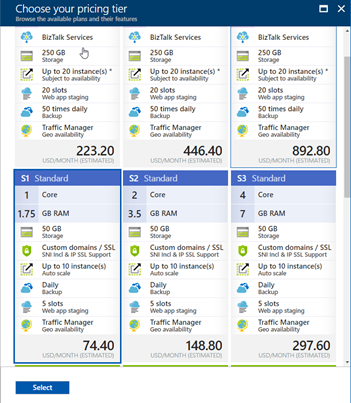 Choose your pricing tier
Browse the available plans and their features
BizTalk Services
250 GB
Storage
Up to 20 instance(s) *
Subject to availability
20 slots
Web app staging
50 times daily
Backup
Traffic Manager
Geo availability
223.20
USD/MONTH (ESTIMATED)
BizTalk Services
250 GB
Storage
Up to 20 instance(s) *
Subject to availability
20 slots
Web app staging
50 times daily
Backup
Traffic Manager
Geo availability
446.40
USD/MONTH (ESTIMATED)
BizTalk Services
250 GB
Storage
Up to 20 instance(s) *
Subject to availability
20 slots
Web app staging
50 times daily
Backup
Traffic Manager
Geo availability
892.80
USD/MONTH (ESTIMATED)
S1 Standard
1 Core
1.75 GB RAM
50 GB
Storage
Custom domains / SSL
SNI Incl & IP SSL Support
Up to 10 instance(s)
Auto scale
Daily
Backup
5 slots
Web app staging
Traffic Manager
Geo availability
74.40
USD/MONTH (ESTIMATED)
S2 Standard
2 Core
3.5 GB RAM
50 GB
Storage
Custom domains / SSL
SNI Incl & IP SSL Support
Up to 10 instance(s)
Auto scale
Daily
Backup
5 slots
Web app staging
Traffic Manager
Geo availability
148.80
USD/MONTH (ESTIMATED)
S3 Standard
4 Core
7 GB RAM
50 GB
Storage
Custom domains / SSL
SNI Incl & IP SSL Support
Up to 10 instance(s)
Auto scale
Daily
Backup
5 slots
Web app staging
Traffic Manager
Geo availability
297.60
USD/MONTH (ESTIMATED)
Select